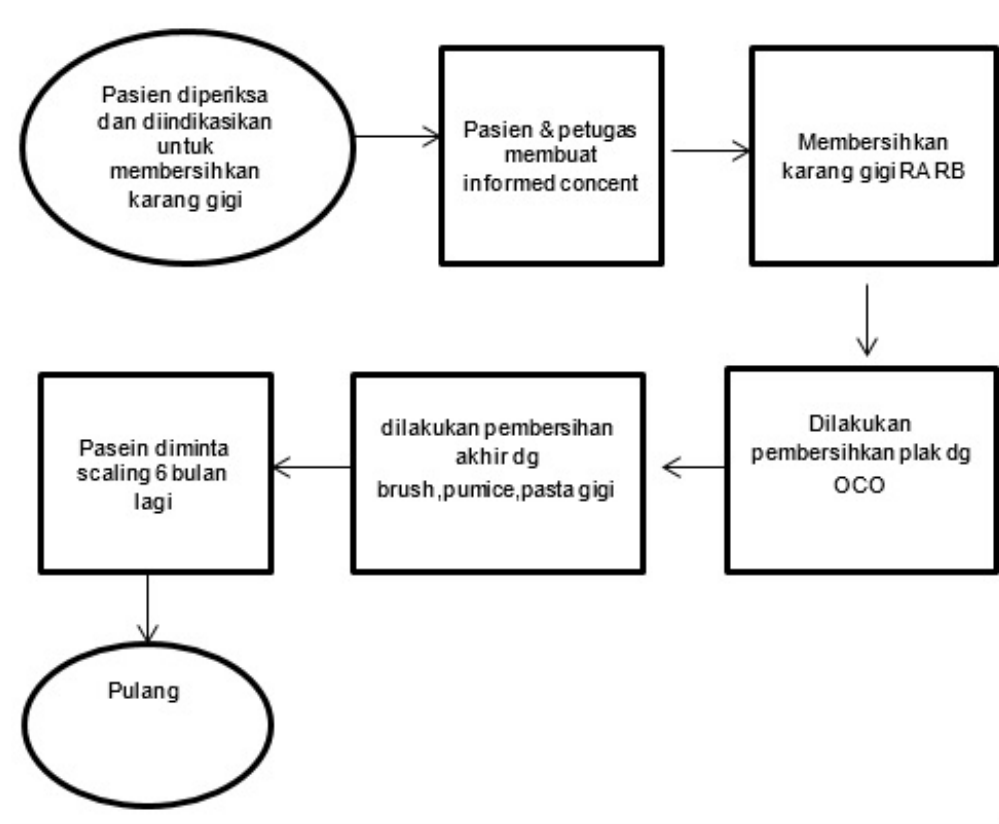 Pasien diperiksa
dan diindikasikan
untuk
membersihkan
karang gigi
Pasien & petugas
membuat
informed concent
Membersihkan
karang gigi RA RB
Dilakukan
pembersihkan plak dg
OCO
dilakukan pembersihan
akhir dg
brush,pumice,pasta gigi
Pasein diminta
scaling 6 bulan
lagi
Pulang